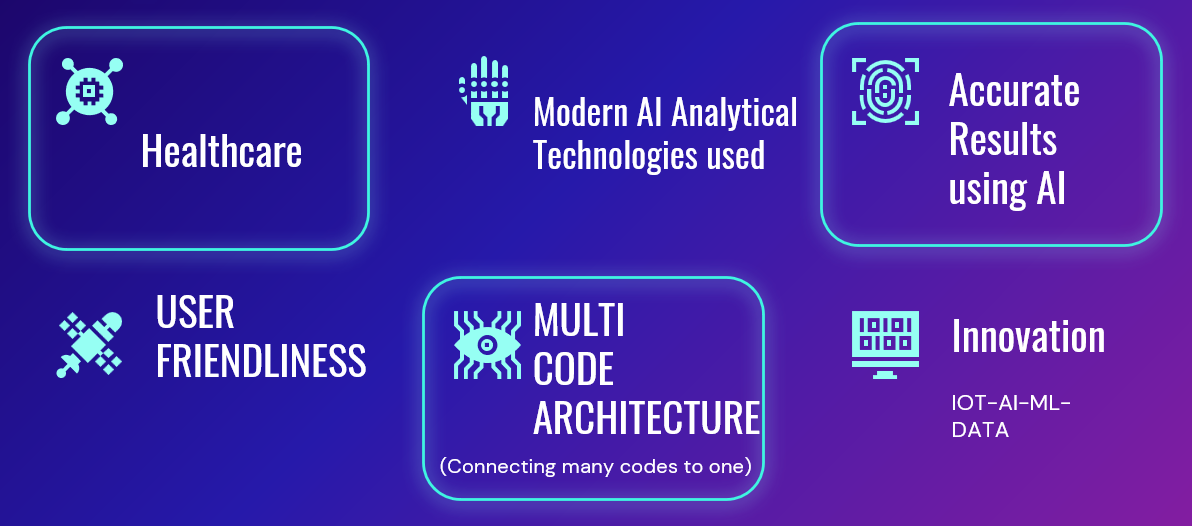 Healthcare
Modern AI Analytical
Technologies used
Accurate
Results
using AI
USER
FRIENDLINESS
MULTI
CODE
ARCHITECTURE
(Connecting many codes to one)
Innovation
IOT-AI-ML-
DATA